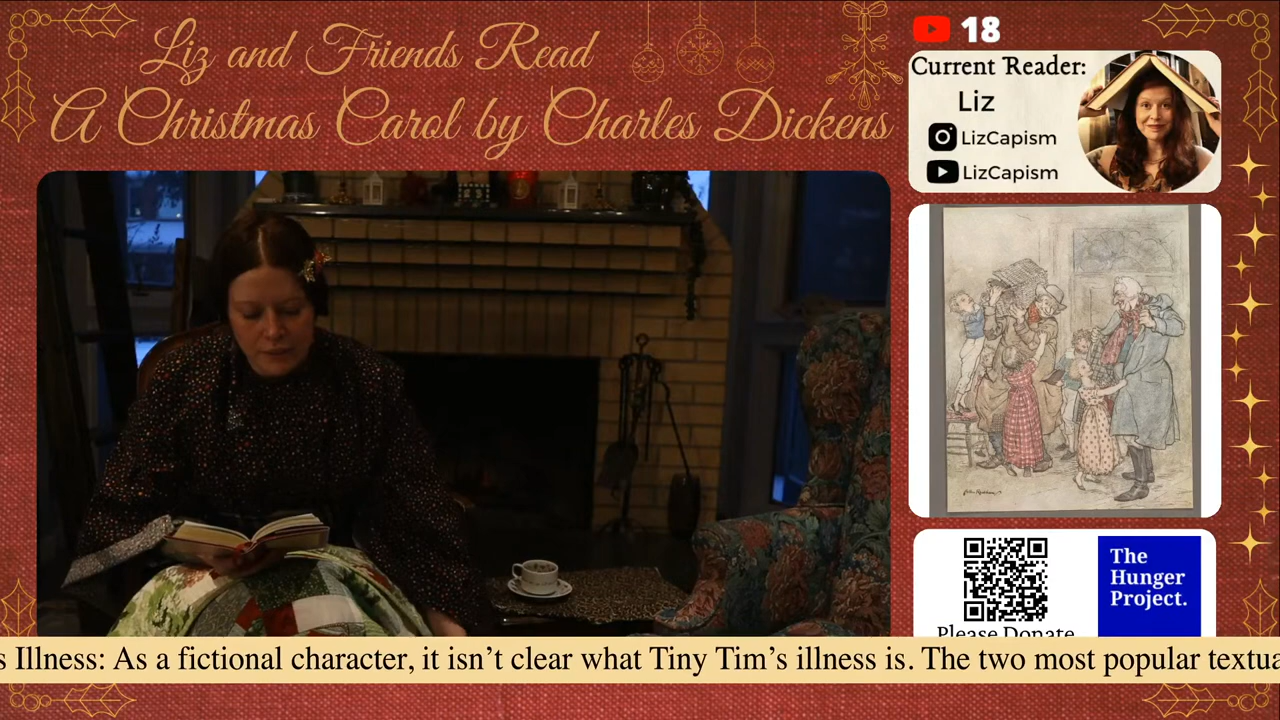 Liz and Friends Read
A Christmas Carol by Charles Dickens
18
Current Reader:
Liz
LizCapism
LizCapism
The
Hunger
Project.
Please Donate
s Illness: As a fictional character, it isn’t clear what Tiny Tim’s illness is. The two most popular textua